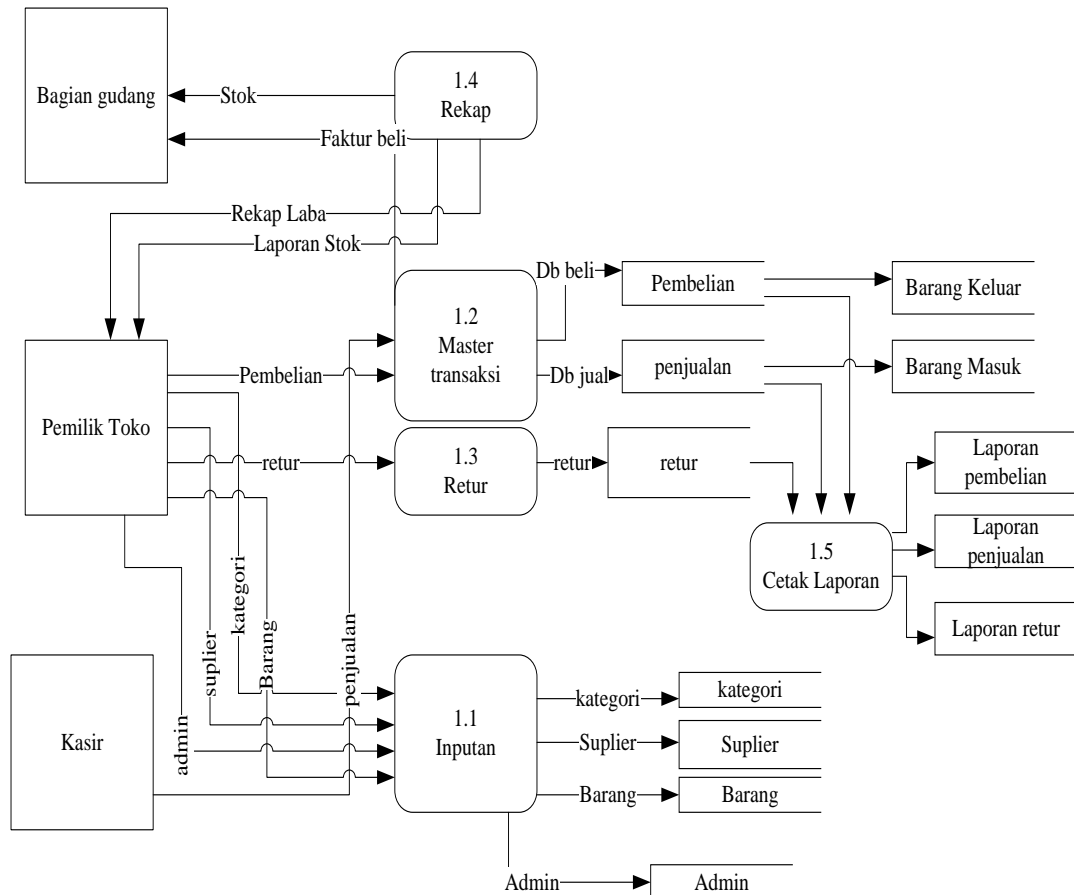 1.4
Rekap
Bagian gudang
Stok
Faktur beli
Rekap Laba
Laporan Stok
Db beli
Pembelian
Barang Keluar
1.2
Master
transaksi
Pembelian
Db jual
penjualan
Barang Masuk
Pemilik Toko
retur
1.3
Retur
retur
retur
Laporan
pembelian
1.5
Cetak Laporan
Laporan
penjualan
Laporan retur
kategori
suplier
Barang
penjualan
admin
Kasir
1.1
Inputan
kategori
kategori
Suplier
Suplier
Barang
Barang
Admin
Admin